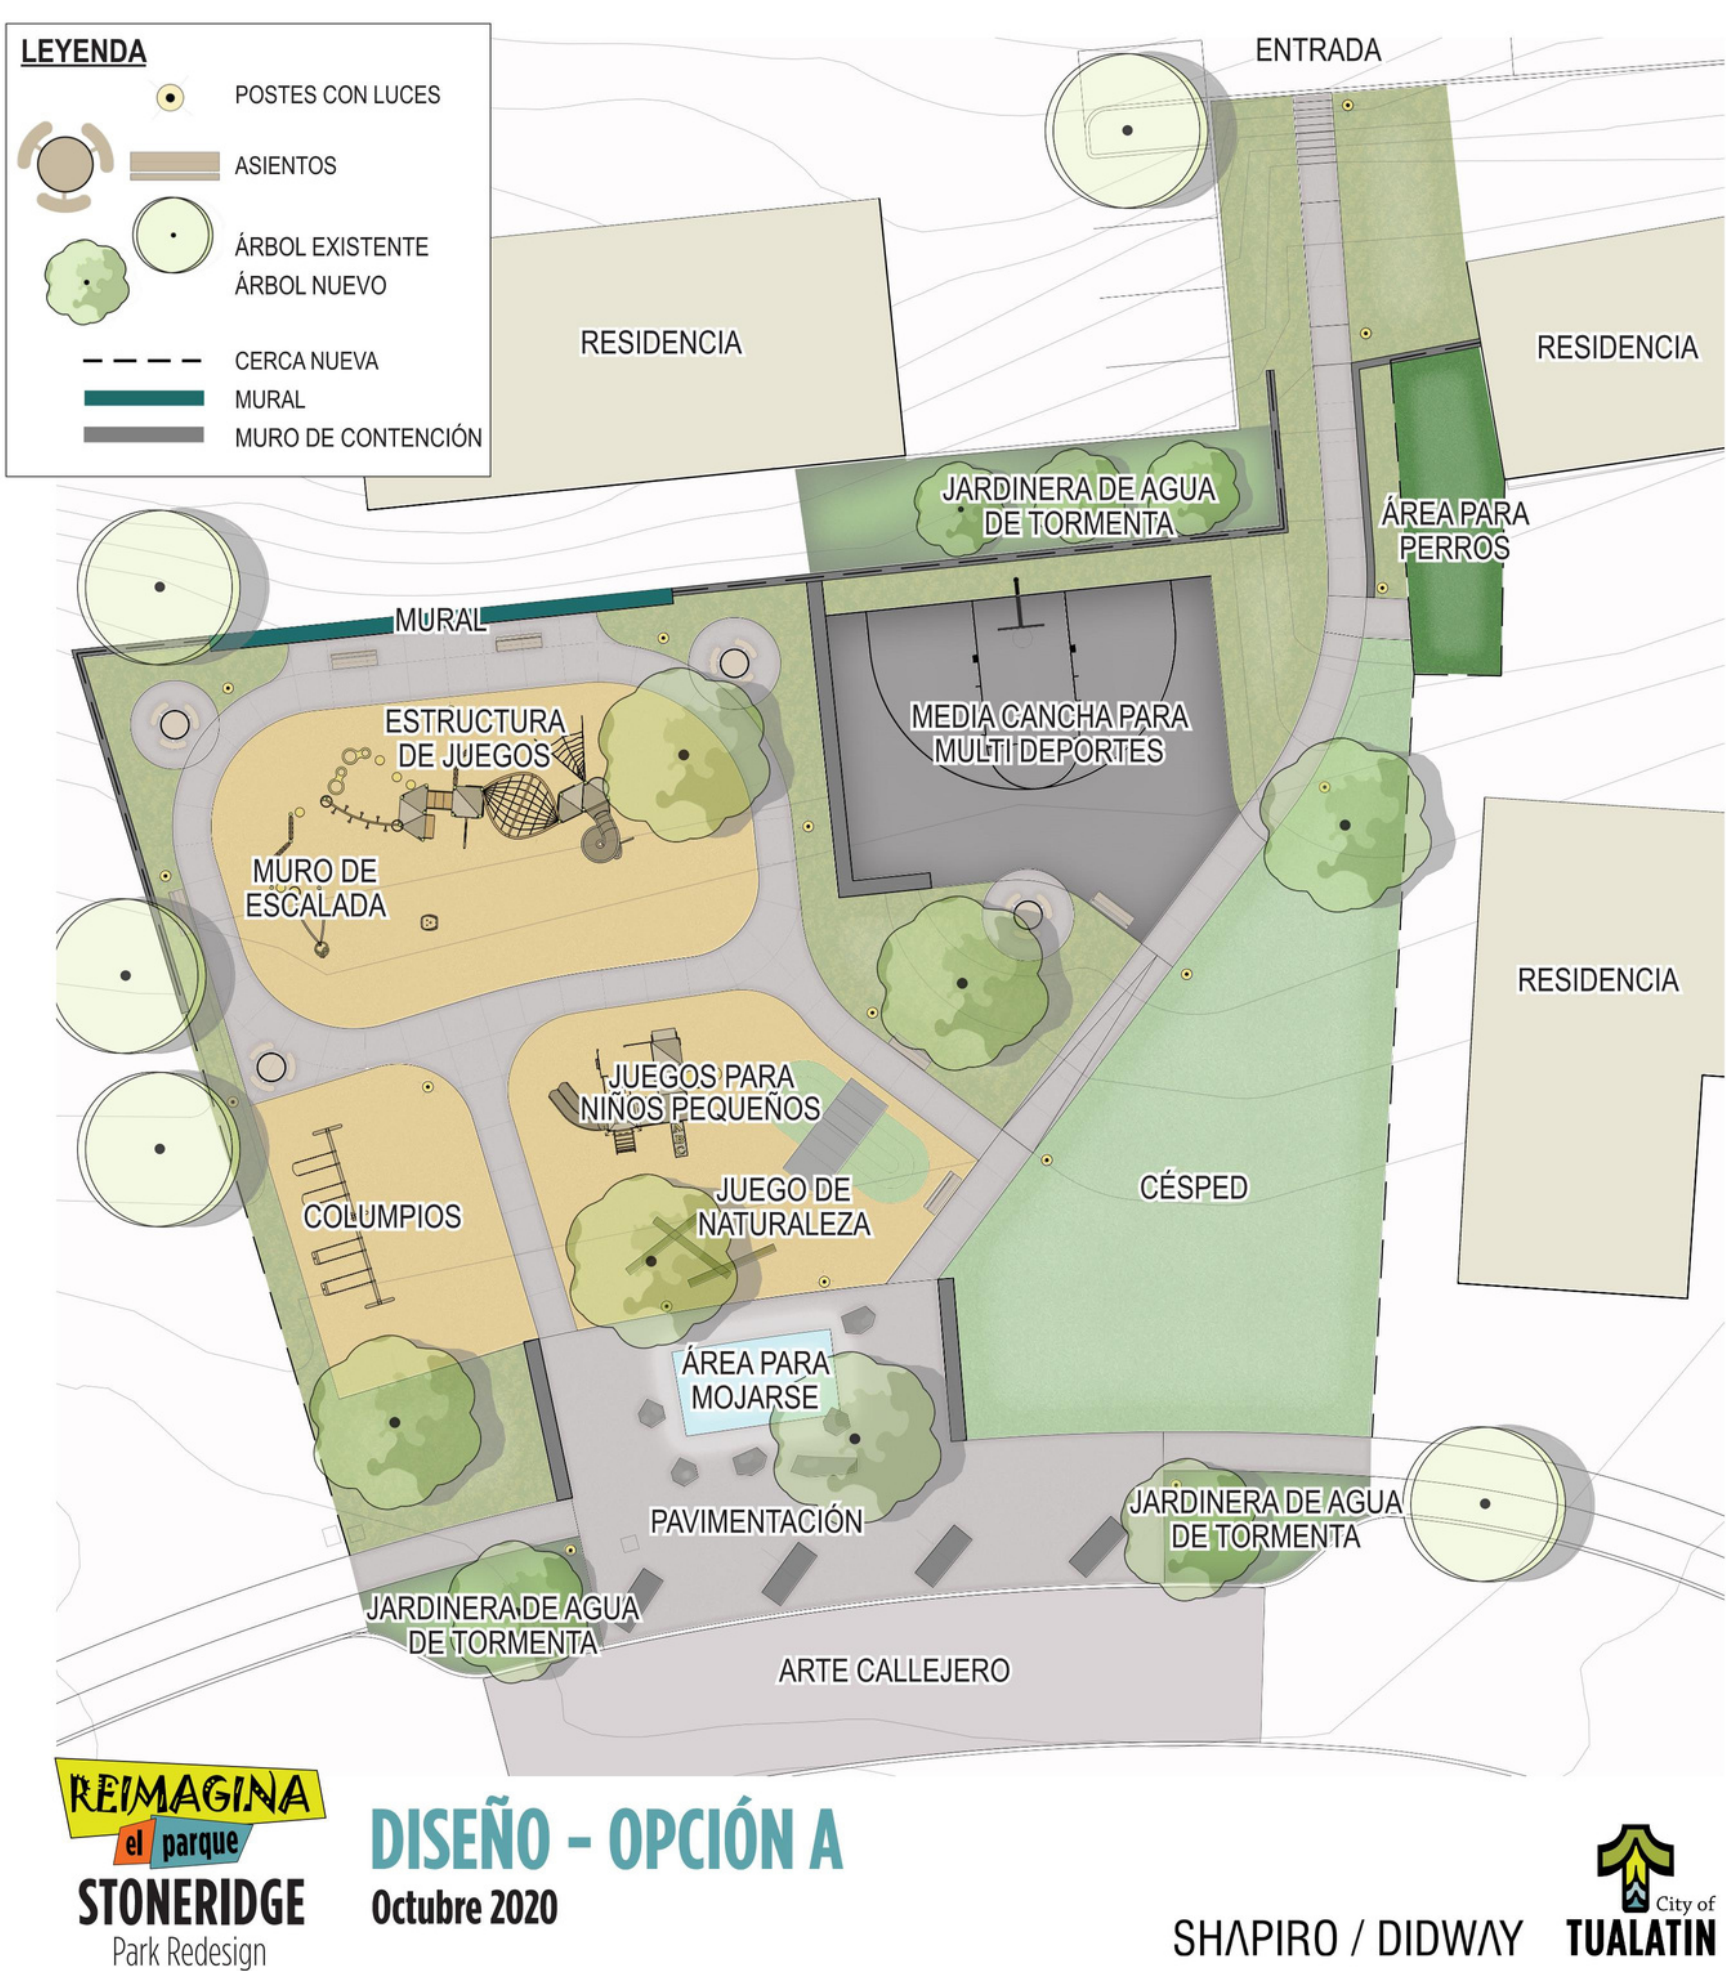 LEYENDA
POSTES CON LUCES
ASIENTOS
ÁRBOL EXISTENTE
ÁRBOL NUEVO
CERCA NUEVA
MURAL
MURO DE CONTENCIÓN
ENTRADA
RESIDENCIA
RESIDENCIA
JARDINERA DE AGUA
DE TORMENTA
ÁREA PARA
PERROS
MURAL
ESTRUCTURA
DE JUEGOS
MEDIA CANCHA PARA
MULTI DEPORTES
MURO DE
ESCALADA
RESIDENCIA
JUEGOS PARA
NIÑOS PEQUEÑOS
JUEGO DE
NATURALEZA
CÉSPED
COLUMPIOS
ÁREA PARA
MOJARSE
PAVIMENTACIÓN
JARDINERA DE AGUA
DE TORMENTA
JARDINERA DE AGUA
DE TORMENTA
ARTE CALLEJERO
REIMAGINA
el parque
STONERIDGE
Park Redesign
DISEÑO - OPCIÓN A
Octubre 2020
SHAPIRO / DIDWAY
City of
TUALATIN